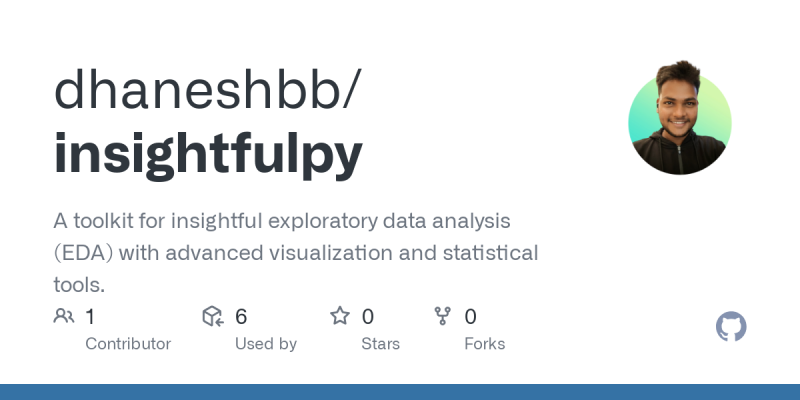 dhaneshbb/
insightfulpy
A toolkit for insightful exploratory data analysis
(EDA) with advanced visualization and statistical
tools.
1 6 0 0
Contributor Used by Stars Forks